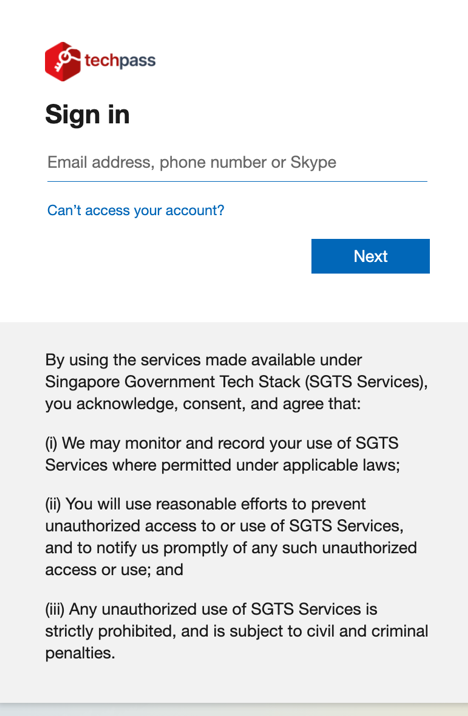 techpass
Sign in
Email address, phone number or Skype
Can't access your account?
Next
By using the services made available under
Singapore Government Tech Stack (SGTS Services),
you acknowledge, consent, and agree that:
(i) We may monitor and record your use of SGTS
Services where permitted under applicable laws;
(ii) You will use reasonable efforts to prevent
unauthorized access to or use of SGTS Services,
and to notify us promptly of any such unauthorized
access or use; and
(iii) Any unauthorized use of SGTS Services is
strictly prohibited, and is subject to civil and criminal
penalties.